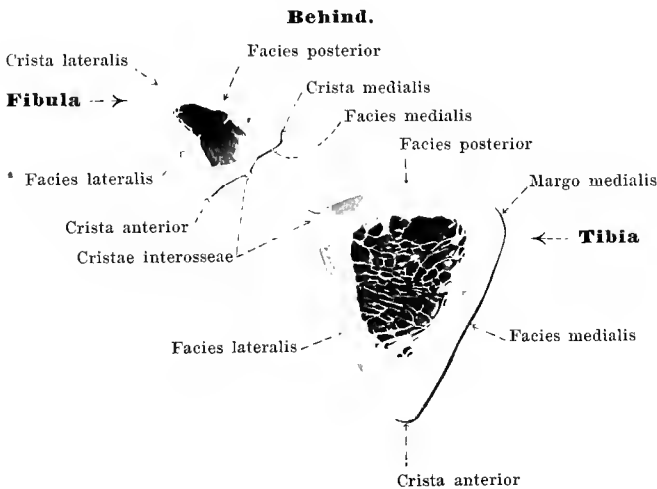 Behind.
Facies posterior
Crista lateralis
Crista medialis
Fibula
Facies medialis
Facies posterior
Facies lateralis
Margo medialis
Crista anterior
Tibia
Cristae interosseae
Facies medialis
Facies lateralis
Crista anterior